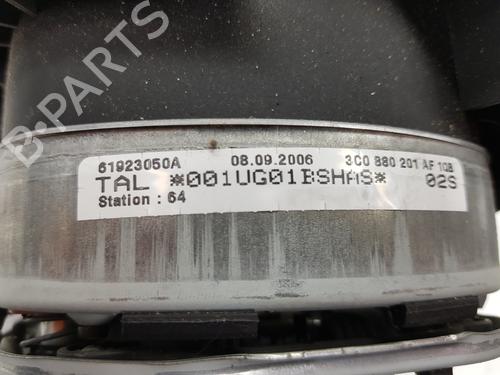 B-PARTS
61923050A 08.09.2006 3C0 880 201 AF 1QB
TAL *001UG01BSHAS* 02S
Station : 64